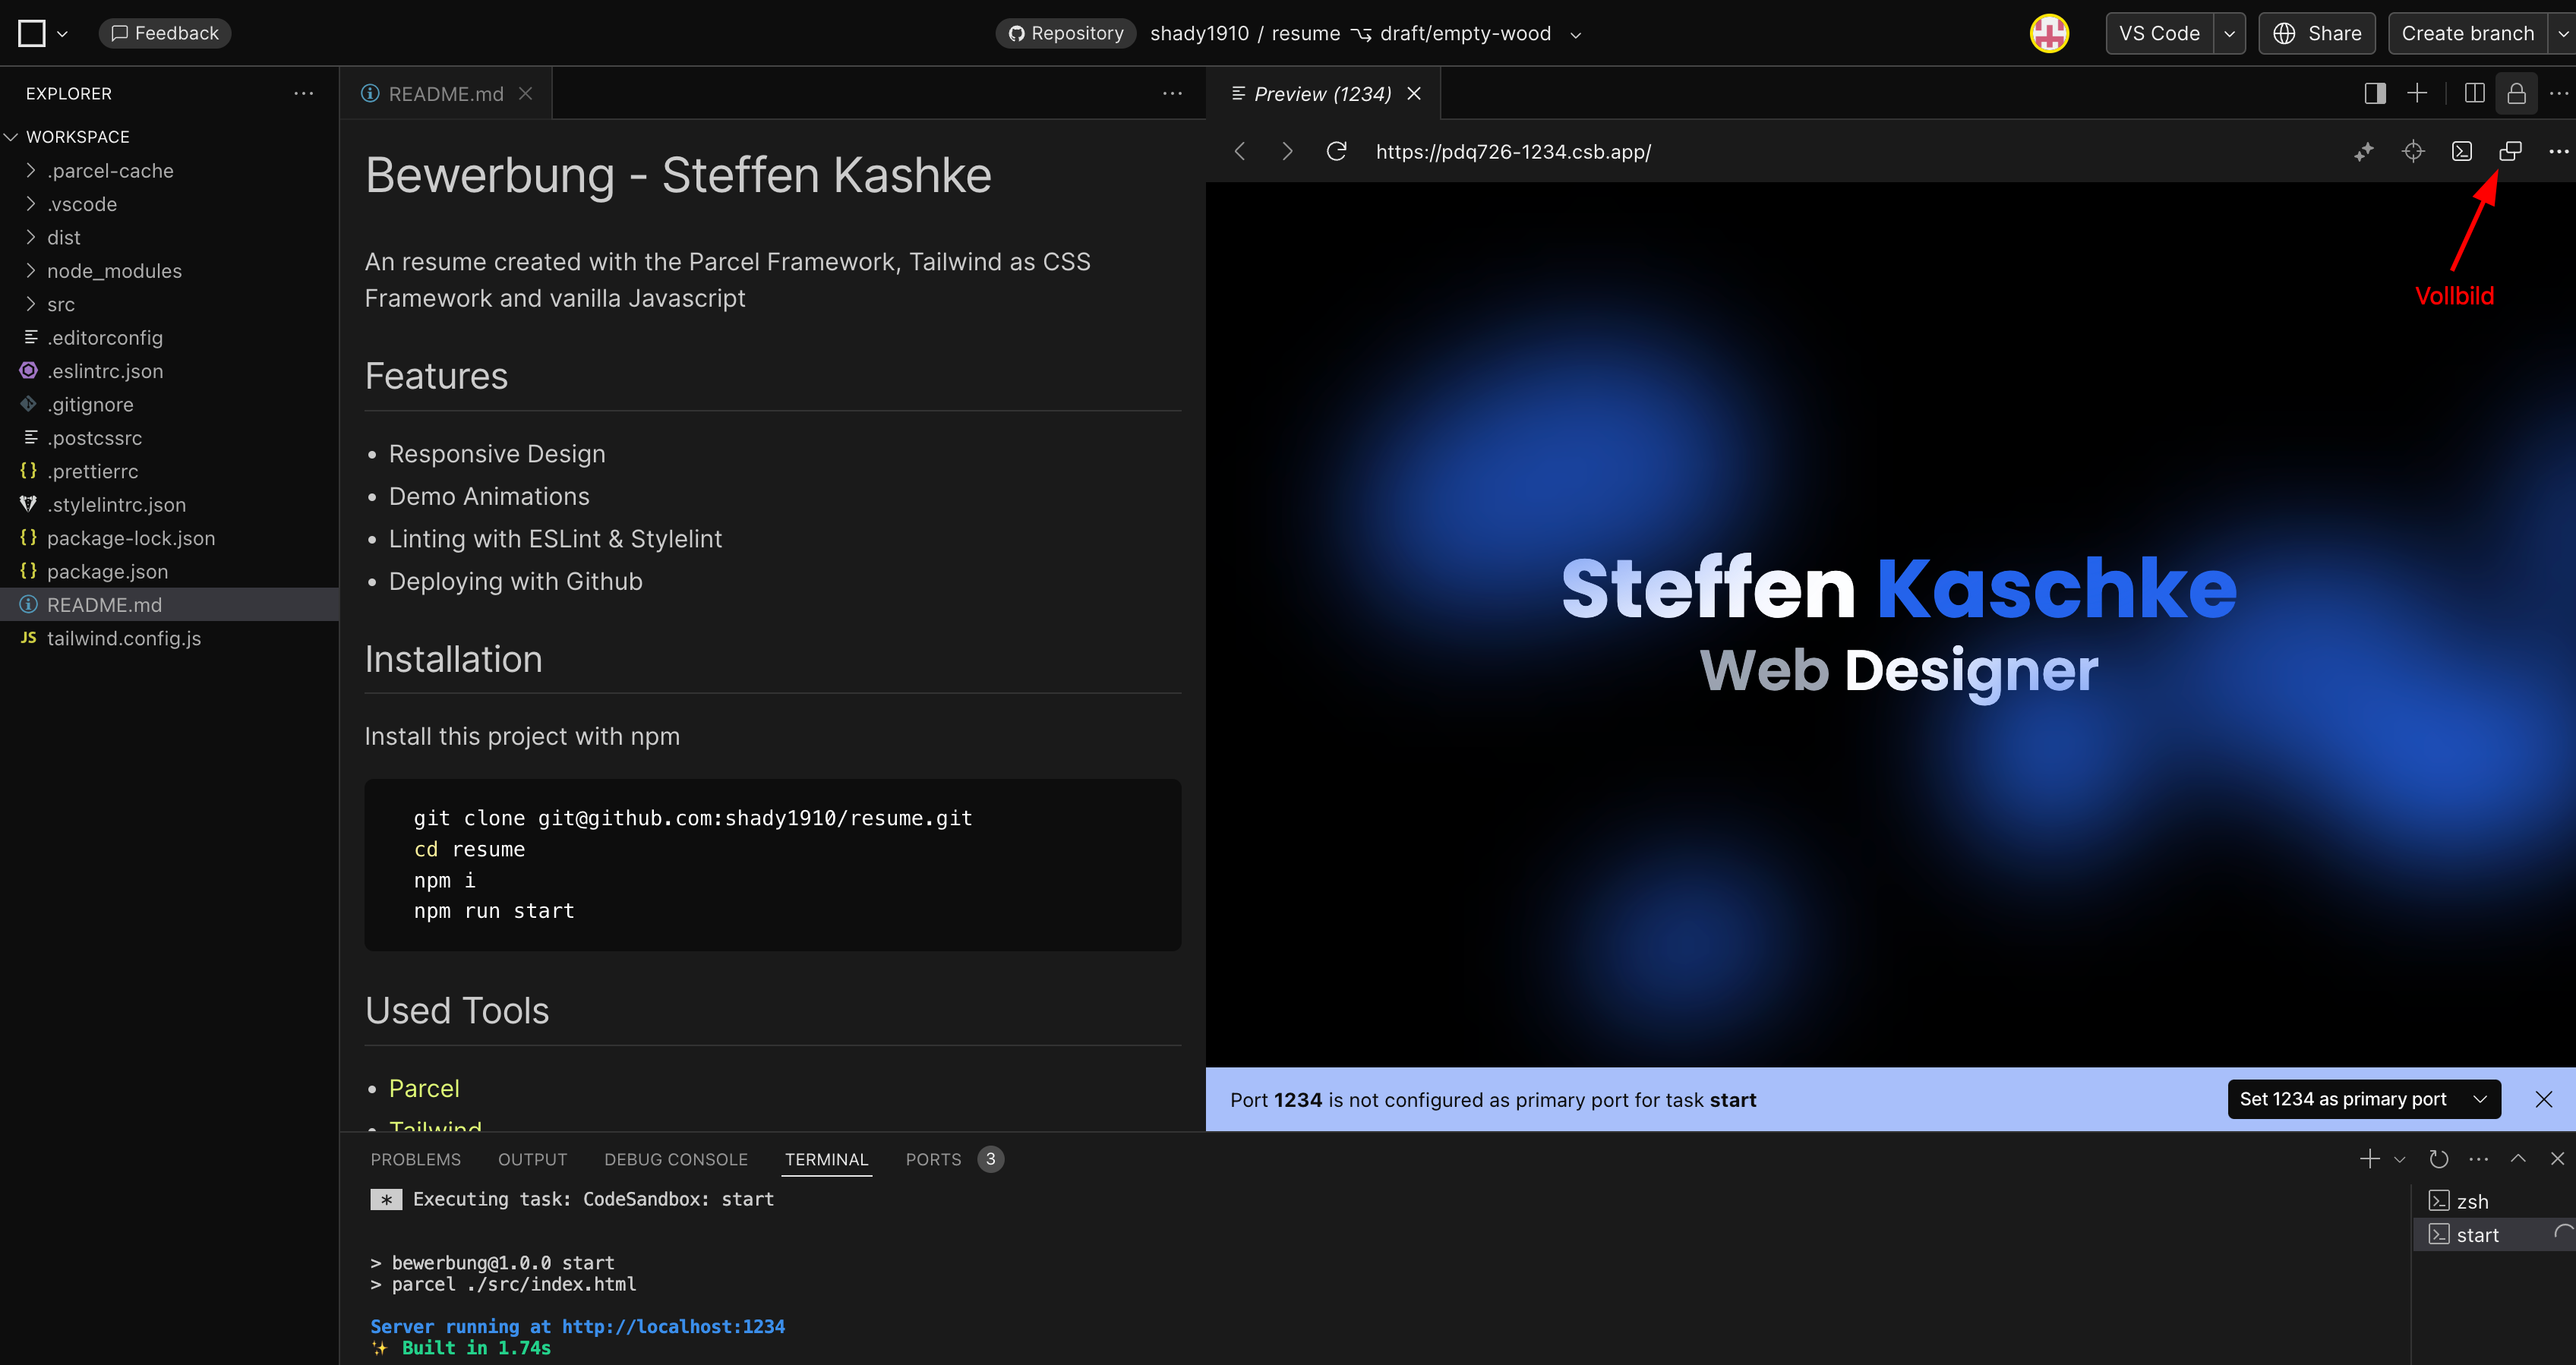 Feedback
Repository shady1910 / resume draft/empty-wood
VS Code
Share
Create branch
EXPLORER
WORKSPACE
.parcel-cache
.vscode
dist
node_modules
src
.editorconfig
.eslintrc.json
.gitignore
.postcssrc
{} .prettierrc
.stylelintrc.json
{} package-lock.json
{} package.json
README.md
JS tailwind.config.js
README.md
Bewerbung - Steffen Kashke
An resume created with the Parcel Framework, Tailwind as CSS
Framework and vanilla Javascript
Features
• Responsive Design
• Demo Animations
• Linting with ESLint & Stylelint
• Deploying with Github
Installation
Install this project with npm
git clone git@github.com:shady1910/resume.git
cd resume
npm i
npm run start
Used Tools
• Parcel
• Tailwind
Preview (1234)
https://pdq726-1234.csb.app/
Vollbild
Steffen Kaschke
Web Designer
Port 1234 is not configured as primary port for task start
Set 1234 as primary port
PROBLEMS OUTPUT DEBUG CONSOLE TERMINAL PORTS 3
* Executing task: CodeSandbox: start
> bewerbung@1.0.0 start
> parcel ./src/index.html
Server running at http://localhost:1234
✨ Built in 1.74s
zsh
start